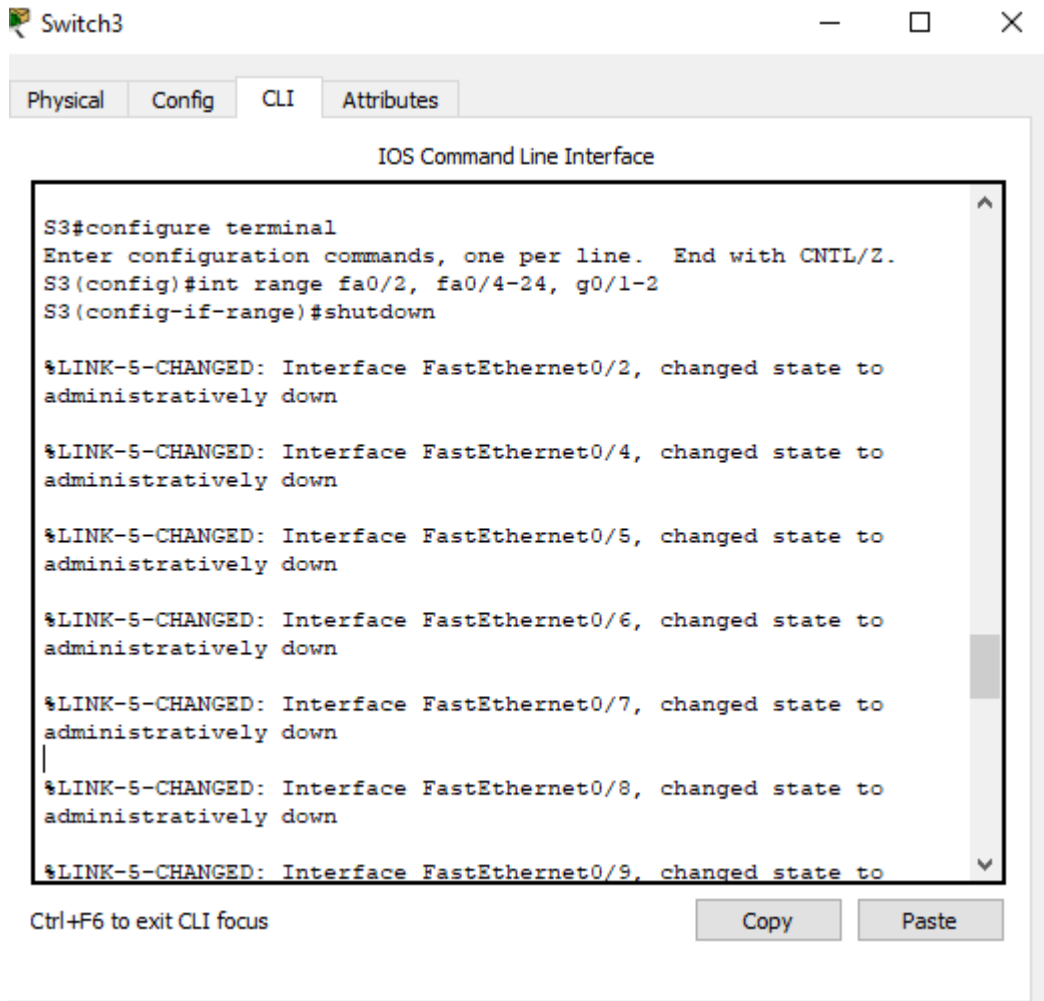 Switch3
Physical Config CLI Attributes
IOS Command Line Interface
S3#configure terminal
Enter configuration commands, one per line.  End with CNTL/Z.
S3(config)#int range fa0/2, fa0/4-24, g0/1-2
S3(config-if-range)#shutdown
%LINK-5-CHANGED: Interface FastEthernet0/2, changed state to
administratively down
%LINK-5-CHANGED: Interface FastEthernet0/4, changed state to
administratively down
%LINK-5-CHANGED: Interface FastEthernet0/5, changed state to
administratively down
%LINK-5-CHANGED: Interface FastEthernet0/6, changed state to
administratively down
%LINK-5-CHANGED: Interface FastEthernet0/7, changed state to
administratively down
%LINK-5-CHANGED: Interface FastEthernet0/8, changed state to
administratively down
%LINK-5-CHANGED: Interface FastEthernet0/9, changed state to
Ctrl+F6 to exit CLI focus
Copy Paste